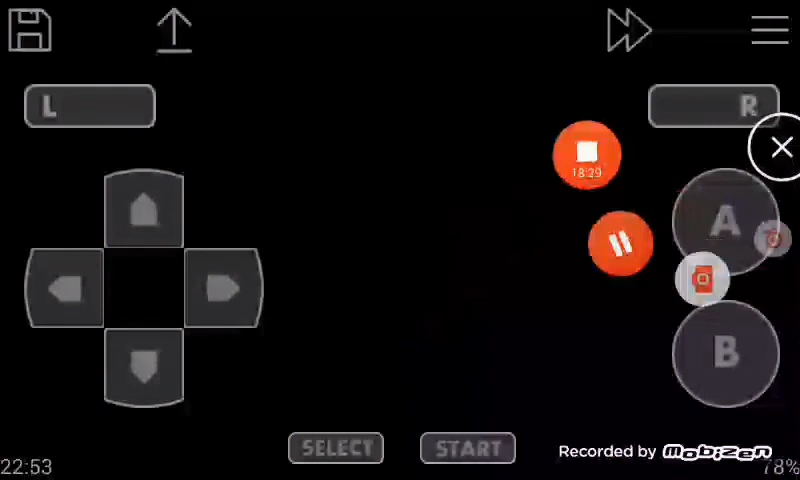 L
R
18:29
A
B
SELECT
START
Recorded by mobizen
22:53
78%